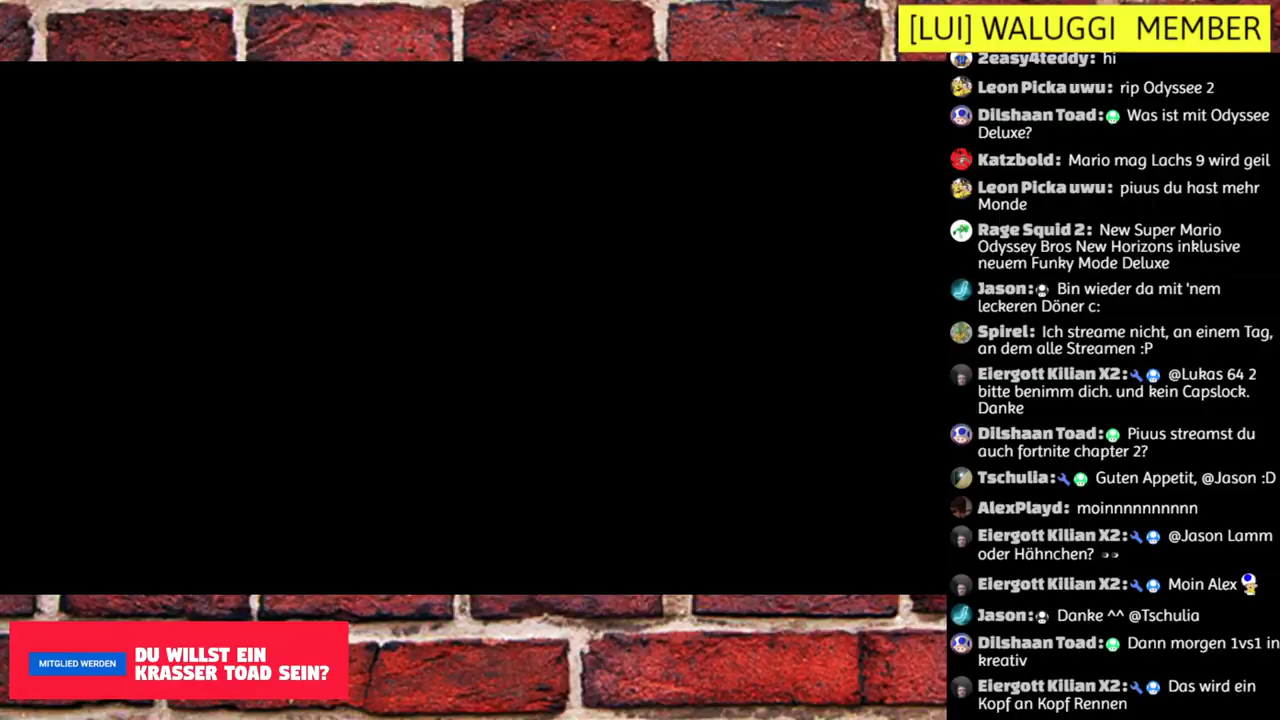 [LUI] WALUGGI MEMBER
2easy4teddy: hi
Leon Picka uwu: rip Odyssee 2
Dilshaan Toad: Was ist mit Odyssee
Deluxe?
Katzbold: Mario mag Lachs 9 wird geil
Leon Picka uwu: piuus du hast mehr
Monde
Rage Squid 2: New Super Mario
Odyssey Bros New Horizons inklusive
neuem Funky Mode Deluxe
Jason: Bin wieder da mit 'nem
leckeren Döner c:
Spirel: Ich streame nicht, an einem Tag,
an dem alle Streamen :P
Eiergott Kilian X2: @Lukas 64 2
bitte benimm dich. und kein Capslock.
Danke
Dilshaan Toad: Piuus streamst du
auch fortnite chapter 2?
Tschulia: Guten Appetit, @Jason :D
AlexPlayd: moinnnnnnnnnn
Eiergott Kilian X2: @Jason Lamm
oder Hähnchen? 👀
Eiergott Kilian X2: Moin Alex
Jason: Danke ^^ @Tschulia
Dilshaan Toad: Dann morgen 1vs1 in
kreativ
Eiergott Kilian X2: Das wird ein
Kopf an Kopf Rennen
MITGLIED WERDEN
DU WILLST EIN
KRASSER TOAD SEIN?